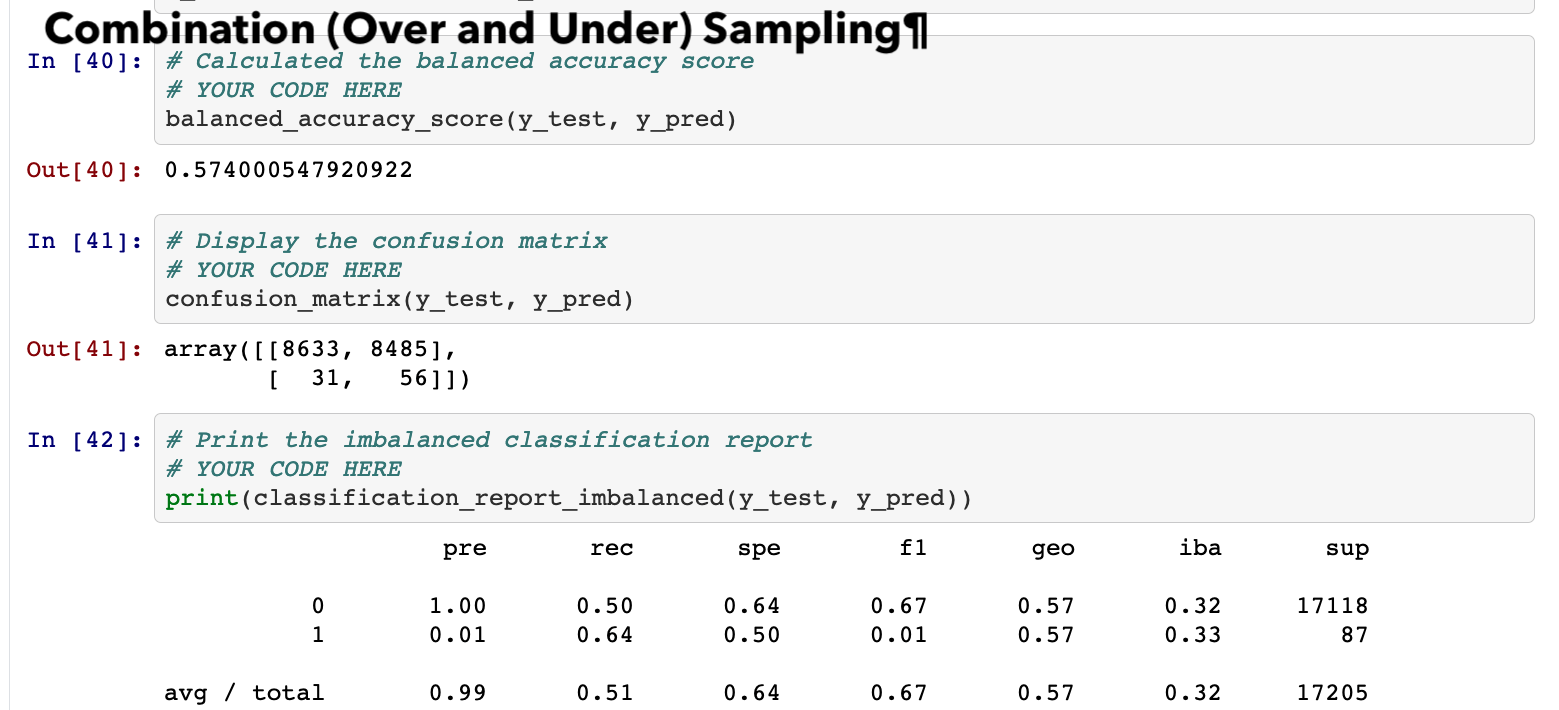 Combination (Over and Under) Sampling¶
In [40]: # Calculated the balanced accuracy score
# YOUR CODE HERE
balanced_accuracy_score(y_test, y_pred)
Out[40]: 0.574000547920922
In [41]: # Display the confusion matrix
# YOUR CODE HERE
confusion_matrix(y_test, y_pred)
Out[41]: array([[8633, 8485],
       [  31,   56]])
In [42]: # Print the imbalanced classification report
# YOUR CODE HERE
print(classification_report_imbalanced(y_test, y_pred))
pre rec spe f1 geo iba sup
0 1.00 0.50 0.64 0.67 0.57 0.32 17118
1 0.01 0.64 0.50 0.01 0.57 0.33 87
avg / total 0.99 0.51 0.64 0.67 0.57 0.32 17205